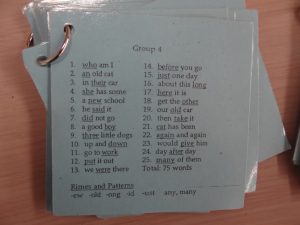 Group 4
1. who am I
2. an old cat
3. in their car
4. she has some
5. a new school
6. he said it
7. did not go
8. a good boy
9. three little dogs
10. up and down
11. go to work
12. put it out
13. we were there
14. before you go
15. just one day
16. about this long
17. here it is
18. get the other
19. our old car
20. then take it
21. cat has been
22. again and again
23. would give him
24. day after day
25. many of them
Total: 75 words
Rimes and Patterns
-ew -old -ong -id -ust any, many